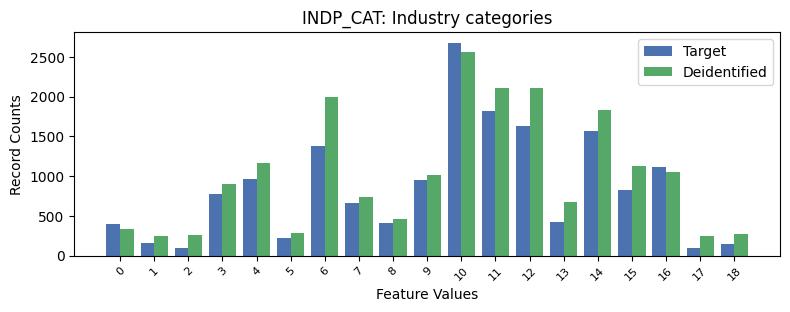 INDP_CAT: Industry categories
Target
Deidentified
Record Counts
2500
2000
1500
1000
500
0
0 1 2 3 4 5 6 7 8 9 10 11 12 13 14 15 16 17 18
Feature Values